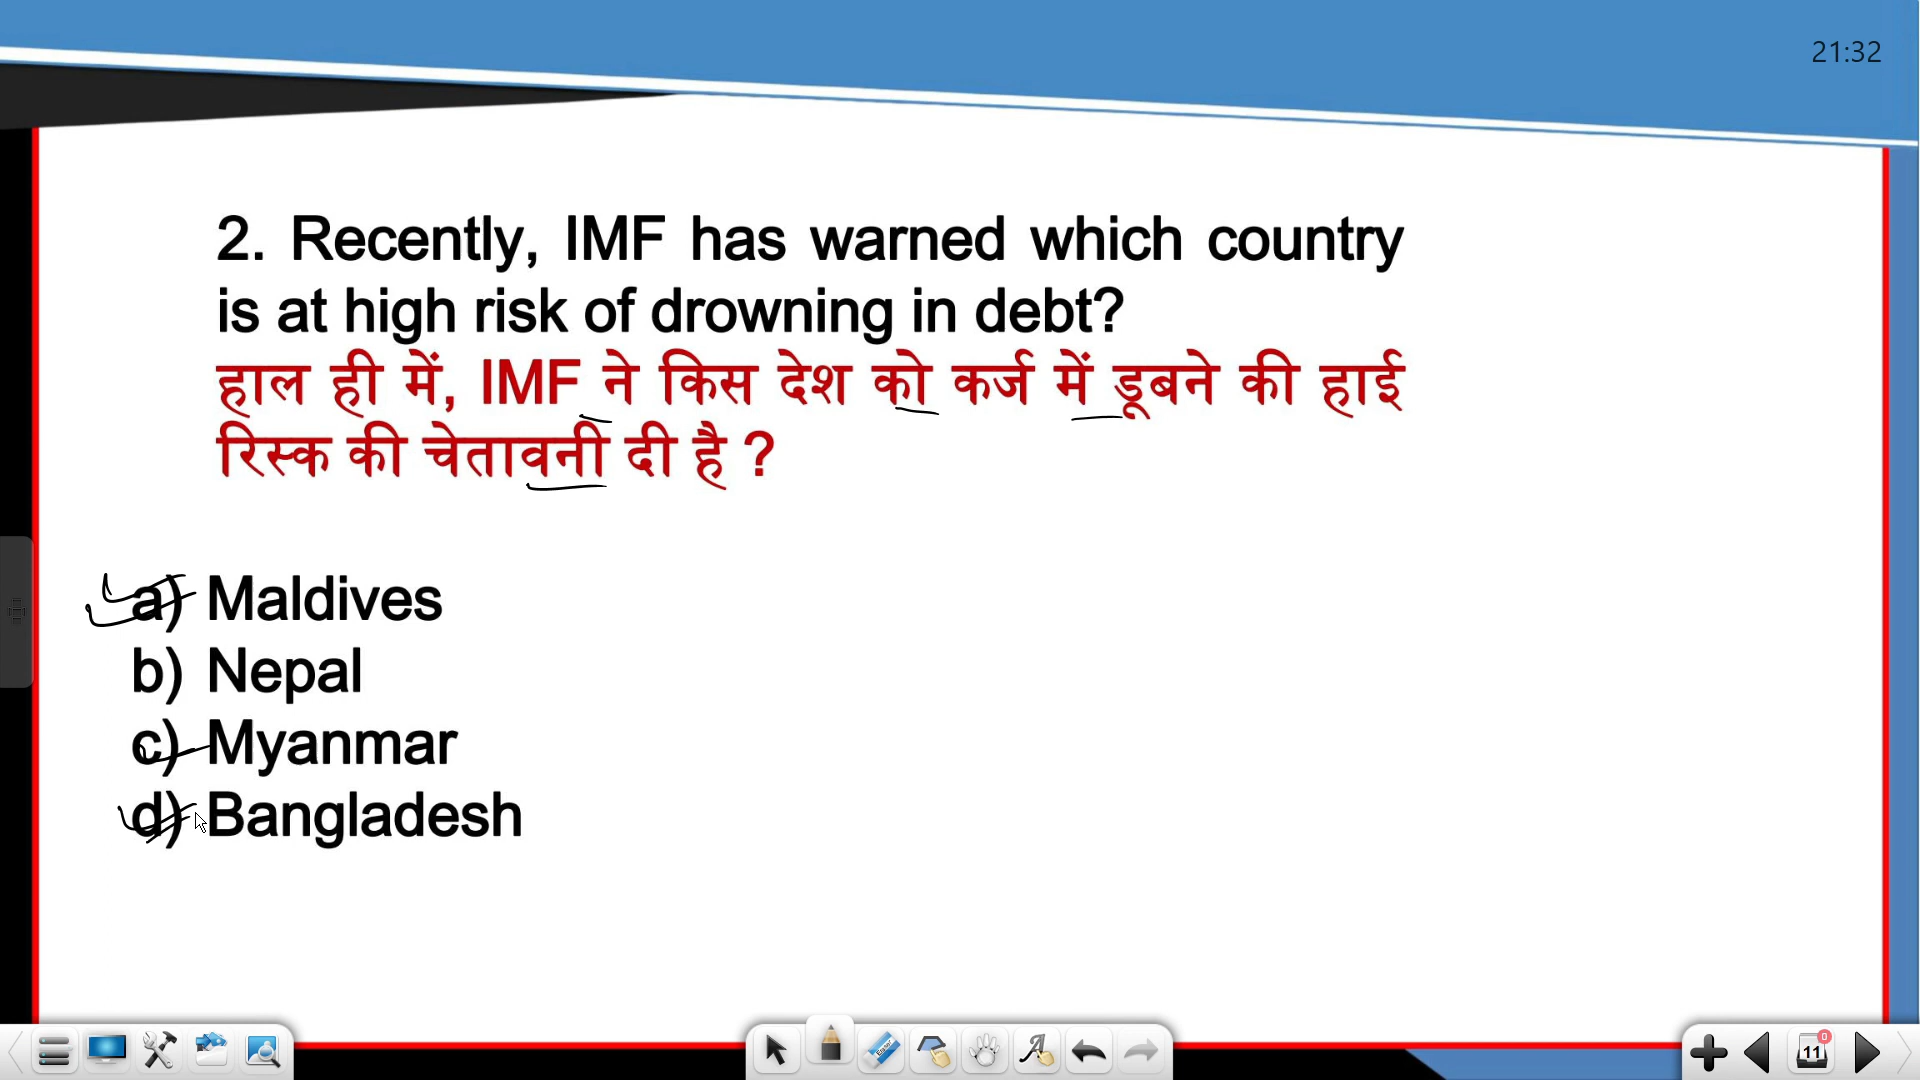 21:32
2. Recently, IMF has warned which country
is at high risk of drowning in debt?
हाल ही में, IMF ने किस देश को कर्ज में डूबने की हाई
रिस्क की चेतावनी दी है ?
a) Maldives
b) Nepal
c) Myanmar
d) Bangladesh
11